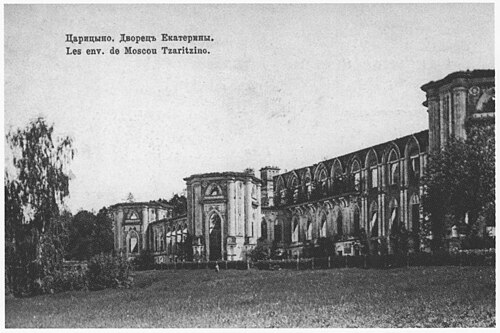 Царицыно. Дворецъ Екатерины.
Les env. de Moscou Tzaritzino.